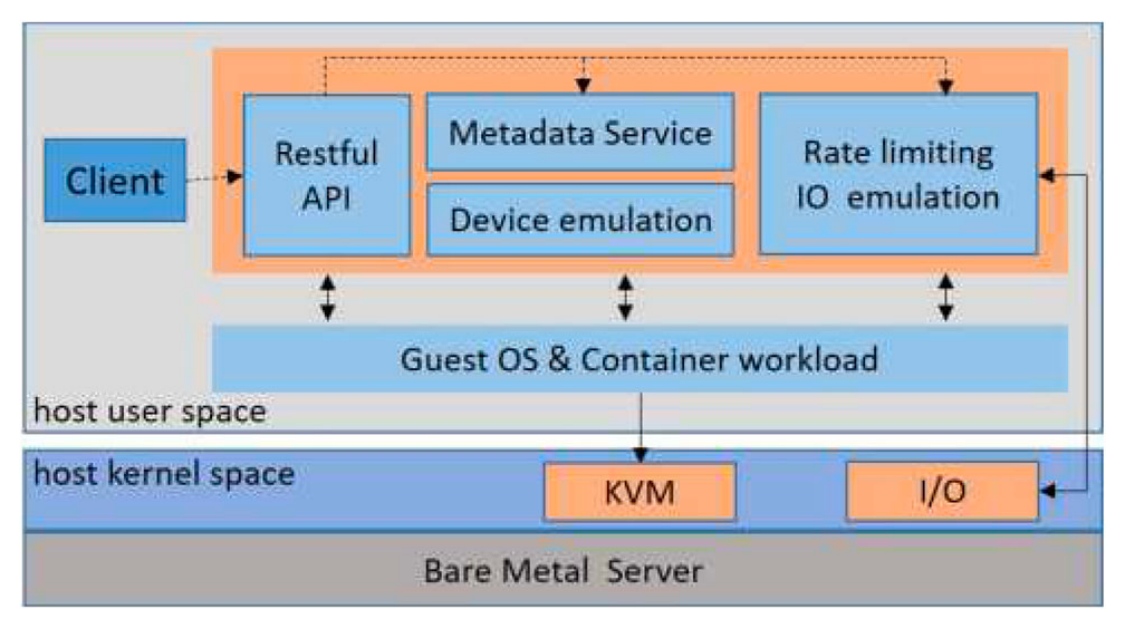 Client
Restful
API
Metadata Service
Device emulation
Rate limiting
IO emulation
Guest OS & Container workload
host user space
host kernel space
KVM
I/O
Bare Metal Server